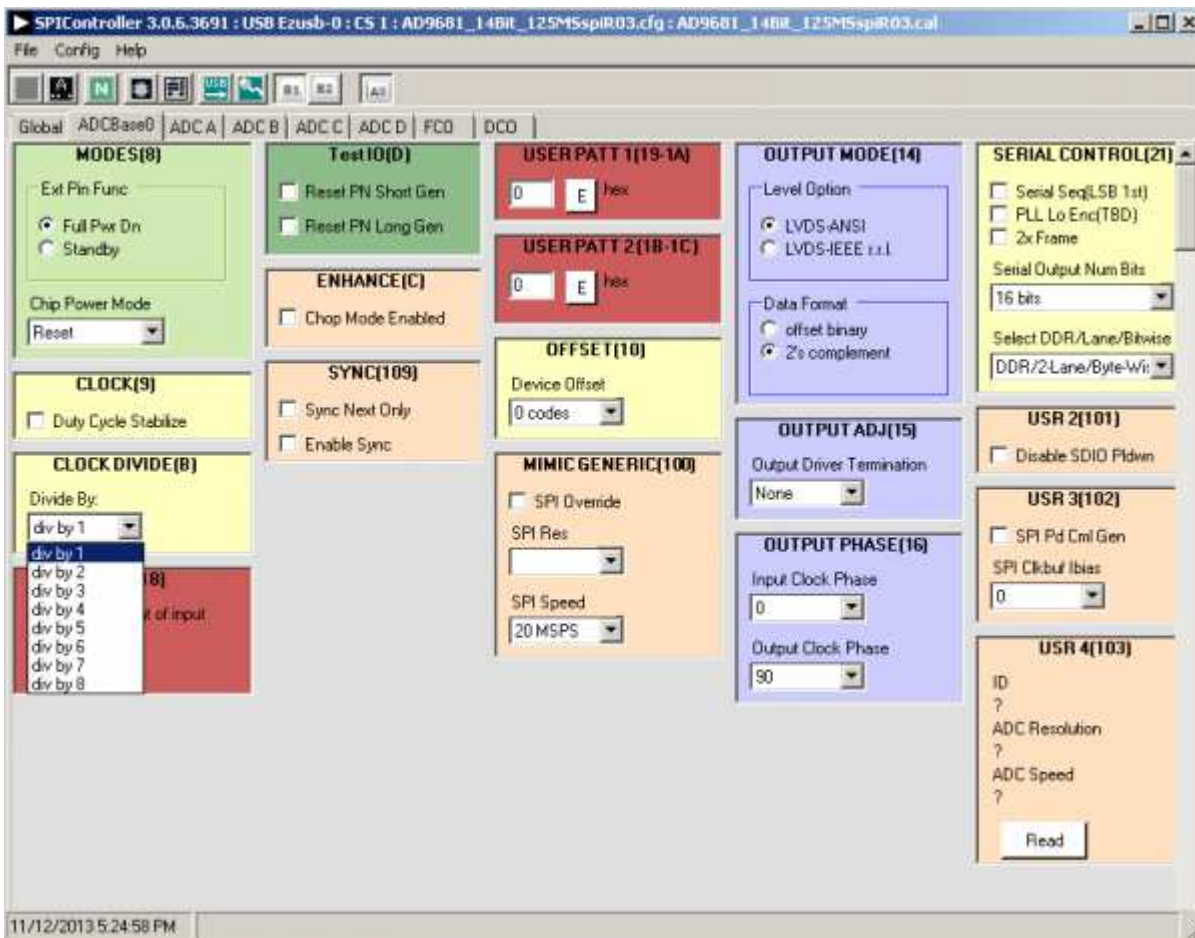 SPIController 3.0.6.3691 : USB Ezusb-0 : CS 1 : AD9681_14Bit_125MSspiR03.cfg : AD9681_14Bit_125MSspiR03.cal
File Config Help
USB
B1 B2 All
Global ADCBase0 ADC A ADC B ADC C ADC D FCO DCO
MODES(8)
Ext Pin Func
Full Pwr Dn
Standby
Chip Power Mode
Reset
CLOCK(9)
Duty Cycle Stabilize
CLOCK DIVIDE(B)
Divide By:
div by 1
div by 1
div by 2
div by 3
div by 4
div by 5
div by 6
div by 7
div by 8
18)
of input
Test IO(D)
Reset PN Short Gen
Reset PN Long Gen
ENHANCE(C)
Chop Mode Enabled
SYNC(109)
Sync Next Only
Enable Sync
USER PATT 1(19-1A)
0 E hex
USER PATT 2(1B-1C)
0 E hex
OFFSET(10)
Device Offset
0 codes
MIMIC GENERIC(100)
SPI Override
SPI Res
SPI Speed
20 MSPS
OUTPUT MODE(14)
Level Option
LVDS-ANSI
LVDS-IEEE r.r.l.
Data Format
offset binary
2's complement
OUTPUT ADJ(15)
Output Driver Termination
None
OUTPUT PHASE(16)
Input Clock Phase
0
Output Clock Phase
90
SERIAL CONTROL(21)
Serial Seq(LSB 1st)
PLL Lo Enc(TBD)
2x Frame
Serial Output Num Bits
16 bits
Select DDR/Lane/Bitwise
DDR/2-Lane/Byte-Wis
USR 2(101)
Disable SDIO Pldwn
USR 3(102)
SPI Pd Cml Gen
SPI Clkbuf Ibias
0
USR 4(103)
ID
?
ADC Resolution
?
ADC Speed
?
Read
11/12/2013 5:24:58 PM